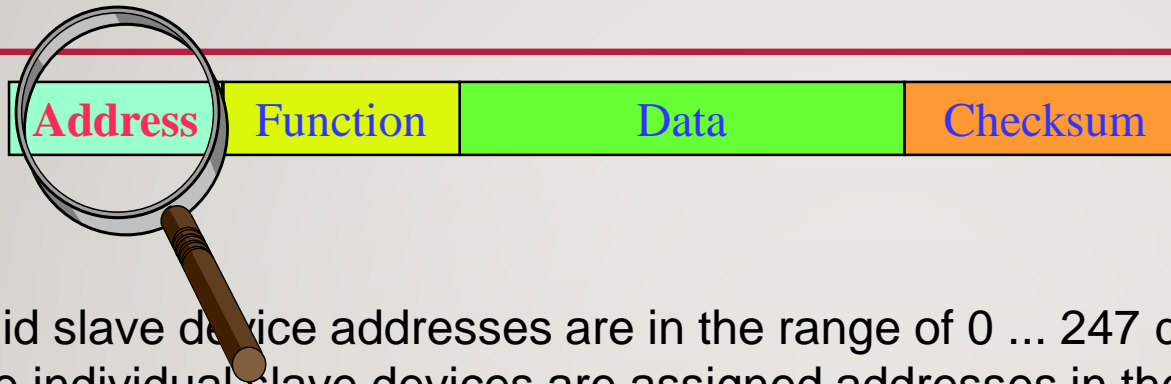 Address Function Data Checksum
id slave device addresses are in the range of 0 ... 247
individual slave devices are assigned addresses in the